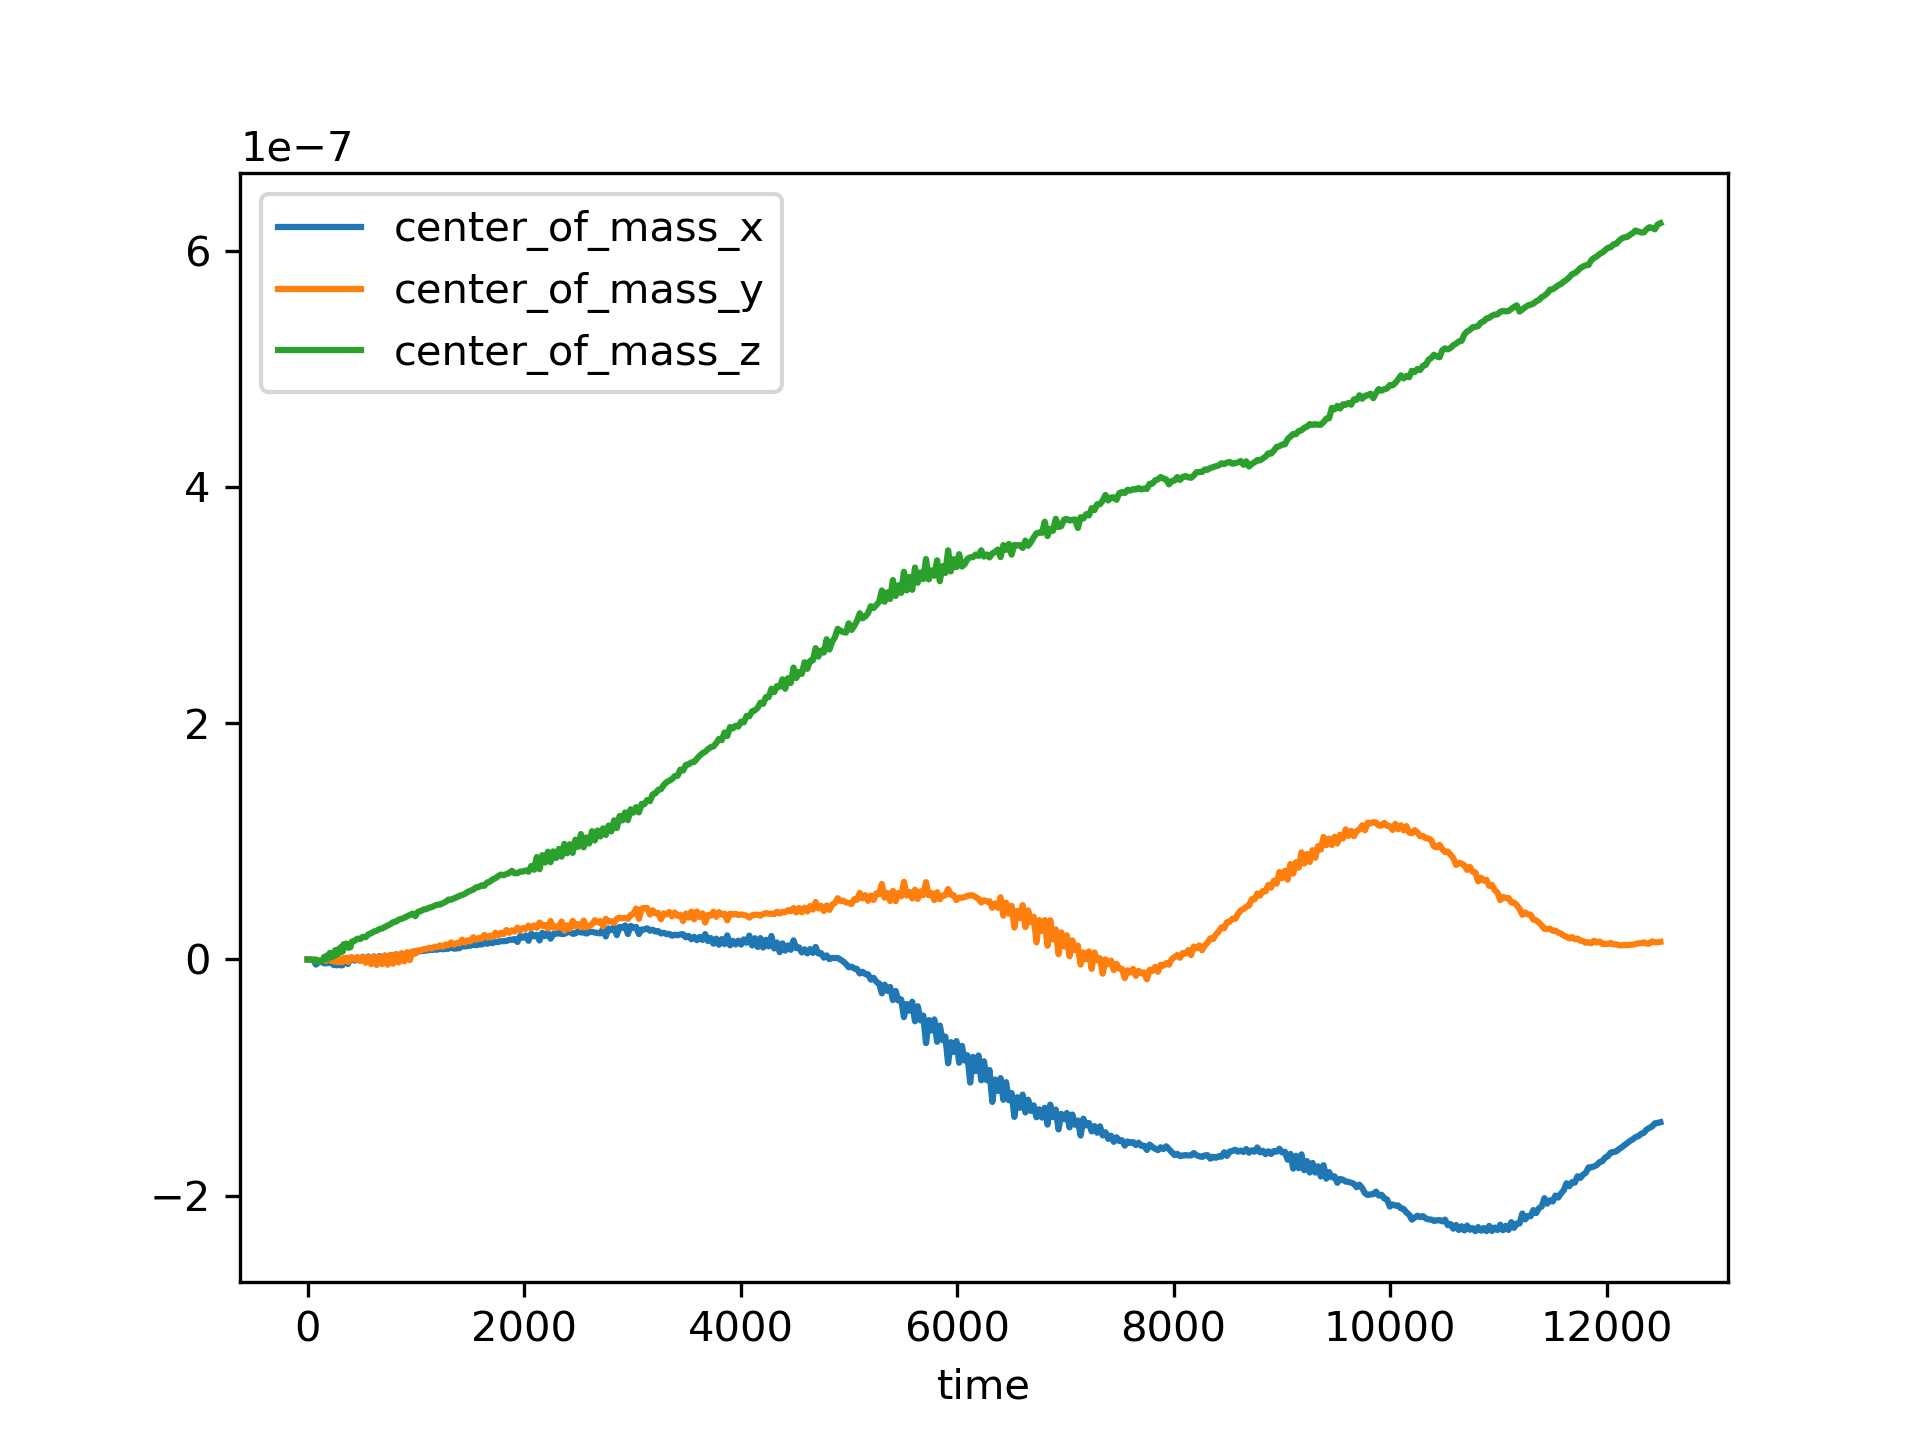 1e−7
center_of_mass_x
center_of_mass_y
center_of_mass_z
6
4
2
0
−2
0 2000 4000 6000 8000 10000 12000
time